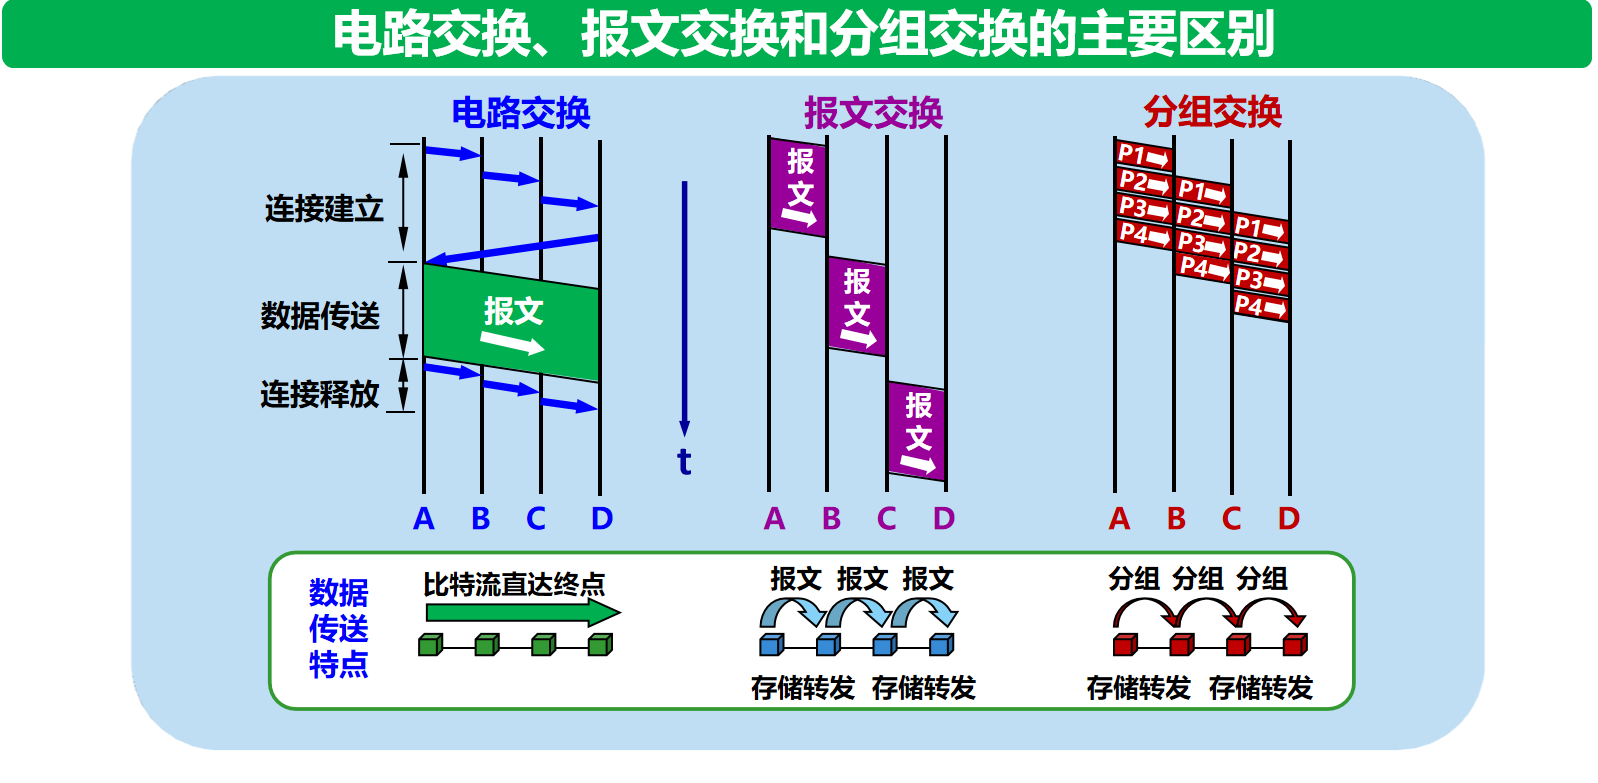 电路交换、报文交换和分组交换的主要区别
电路交换
报文交换
分组交换
连接建立
数据传送
连接释放
报文
t
A B C D
报
文
报
文
报
文
A B C D
P1
P2
P3
P4
P1
P2
P3
P4
P1
P2
P3
P4
A B C D
数据
传送
特点
比特流直达终点
报文 报文 报文
存储转发 存储转发
分组 分组 分组
存储转发 存储转发